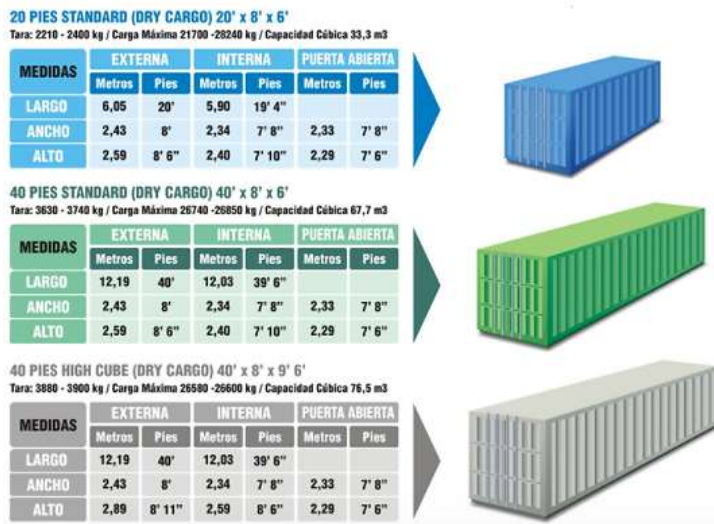 20 PIES STANDARD (DRY CARGO) 20' x 8' x 6'
Tara: 2210 - 2400 kg / Carga Máxima 21700 -28240 kg / Capacidad Cúbica 33,3 m3
MEDIDAS EXTERNA INTERNA PUERTA ABIERTA
Metros Pies Metros Pies Metros Pies
LARGO 6,05 20' 5,90 19' 4"
ANCHO 2,43 8' 2,34 7' 8" 2,33 7' 8"
ALTO 2,59 8' 6" 2,40 7' 10" 2,29 7' 6"
40 PIES STANDARD (DRY CARGO) 40' x 8' x 6'
Tara: 3630 - 3740 kg / Carga Máxima 26740 -26850 kg / Capacidad Cúbica 67,7 m3
MEDIDAS EXTERNA INTERNA PUERTA ABIERTA
Metros Pies Metros Pies Metros Pies
LARGO 12,19 40' 12,03 39' 6"
ANCHO 2,43 8' 2,34 7' 8" 2,33 7' 8"
ALTO 2,59 8' 6" 2,40 7' 10" 2,29 7' 6"
40 PIES HIGH CUBE (DRY CARGO) 40' x 8' x 9' 6'
Tara: 3880 - 3900 kg / Carga Máxima 26580 -26600 kg / Capacidad Cúbica 76,5 m3
MEDIDAS EXTERNA INTERNA PUERTA ABIERTA
Metros Pies Metros Pies Metros Pies
LARGO 12,19 40' 12,03 39' 6"
ANCHO 2,43 8' 2,34 7' 8" 2,33 7' 8"
ALTO 2,89 8' 11" 2,59 8' 6" 2,29 7' 6"